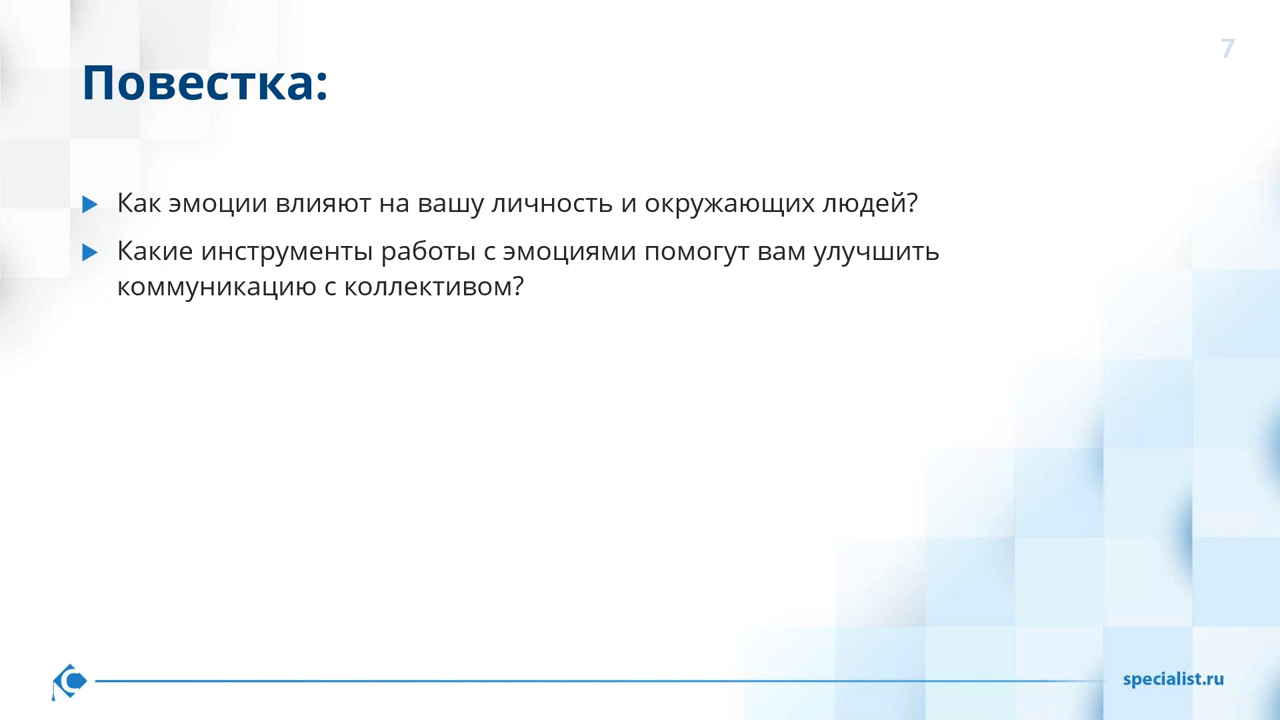 7
Повестка:
Как эмоции влияют на вашу личность и окружающих людей?
Какие инструменты работы с эмоциями помогут вам улучшить
коммуникацию с коллективом?
specialist.ru